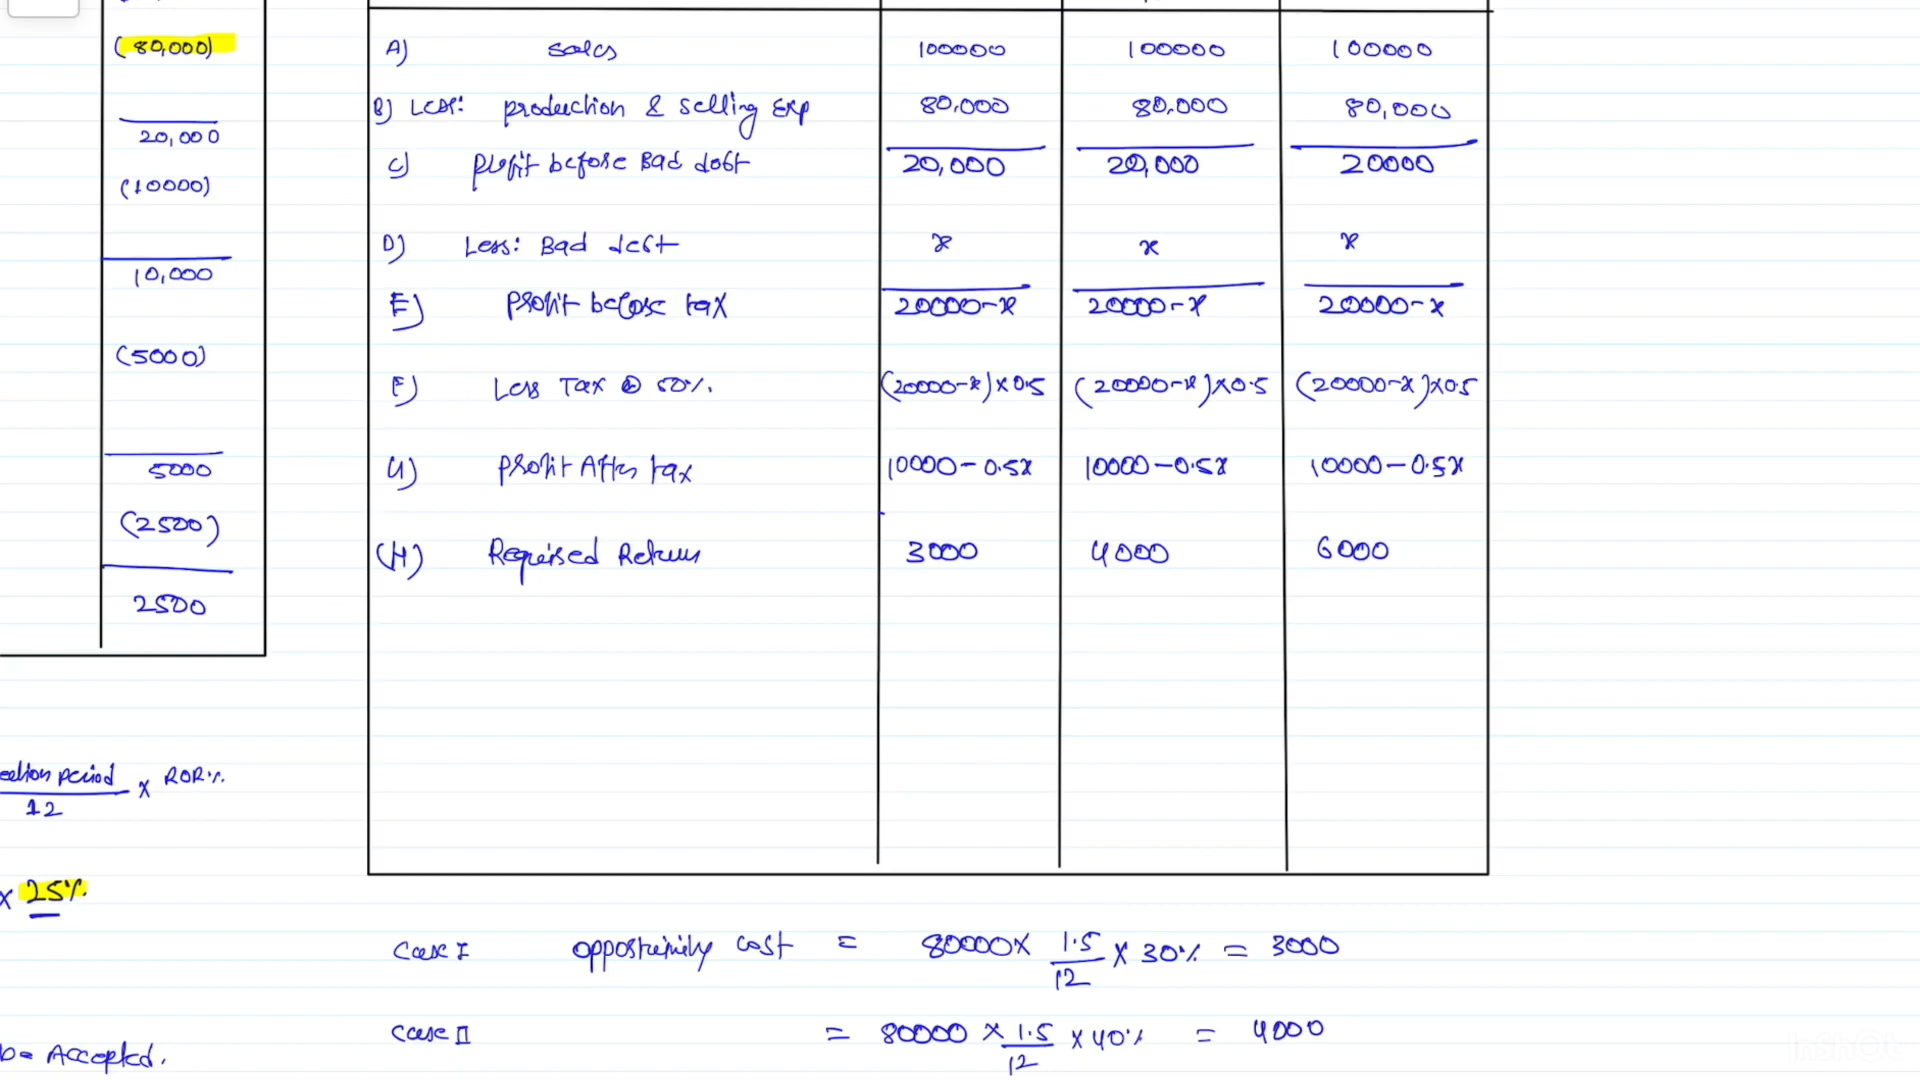 (80,000)
20,000
(10000)
10,000
(5000)
5000
(2500)
2500
A) Sales 100000 100000 100000
B) Less: production & Selling Exp 80,000 80,000 80,000
C) profit before Bad debt 20,000 20,000 20000
D) Less: Bad debt x x x
E) Profit before tax 20000-x 20000-x 20000-x
F) Less Tax @ 50% (20000-x)x0.5 (20000-x)x0.5 (20000-x)x0.5
G) Profit After tax 10000-0.5x 10000-0.5x 10000-0.5x
(H) Required Return 3000 4000 6000
ection period x ROR%
12
x 25%
Case I opportunity cost = 80000x 1.5/12 x 30% = 3000
Case II = 80000 x 1.5/12 x 40% = 4000
be Accepted.